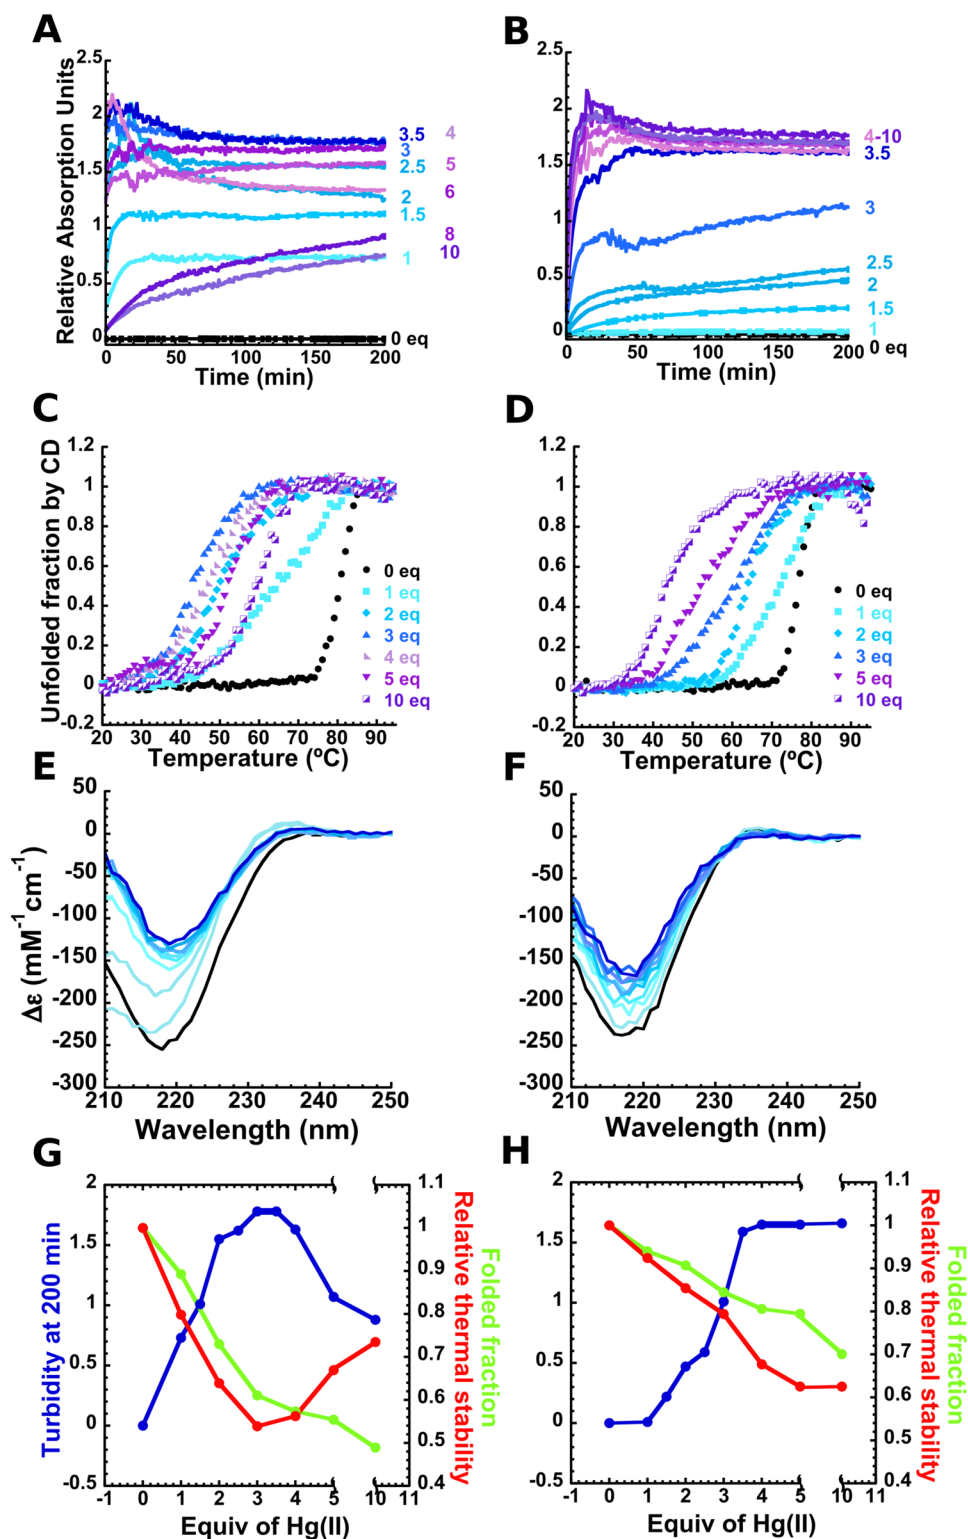 A
Relative Absorption Units
2.5
2
1.5
1
0.5
0
3.5
4
3
2.5
5
2
6
1.5
8
10
1
0 eq
0 50 100 150 200
Time (min)
B
2.5
2
1.5
1
0.5
0
4-10
3.5
3
2.5
2
1.5
1
0 eq
0 50 100 150 200
Time (min)
C
Unfolded fraction by CD
1.2
1
0.8
0.6
0.4
0.2
0
-0.2
0 eq
1 eq
2 eq
3 eq
4 eq
5 eq
10 eq
20 30 40 50 60 70 80 90
Temperature (ºC)
D
1.2
1
0.8
0.6
0.4
0.2
0
-0.2
0 eq
1 eq
2 eq
3 eq
5 eq
10 eq
20 30 40 50 60 70 80 90
Temperature (ºC)
E
Δε (mM⁻¹ cm⁻¹)
50
0
-50
-100
-150
-200
-250
-300
210 220 230 240 250
Wavelength (nm)
F
50
0
-50
-100
-150
-200
-250
-300
210 220 230 240 250
Wavelength (nm)
G
Turbidity at 200 min
2
1.5
1
0.5
0
-0.5
1.1
1
0.9
0.8
0.7
0.6
0.5
0.4
Relative thermal stability
Folded fraction
-1 0 1 2 3 4 5 10 11
Equiv of Hg(II)
H
2
1.5
1
0.5
0
-0.5
1.1
1
0.9
0.8
0.7
0.6
0.5
0.4
Relative thermal stability
Folded fraction
-1 0 1 2 3 4 5 10 11
Equiv of Hg(II)